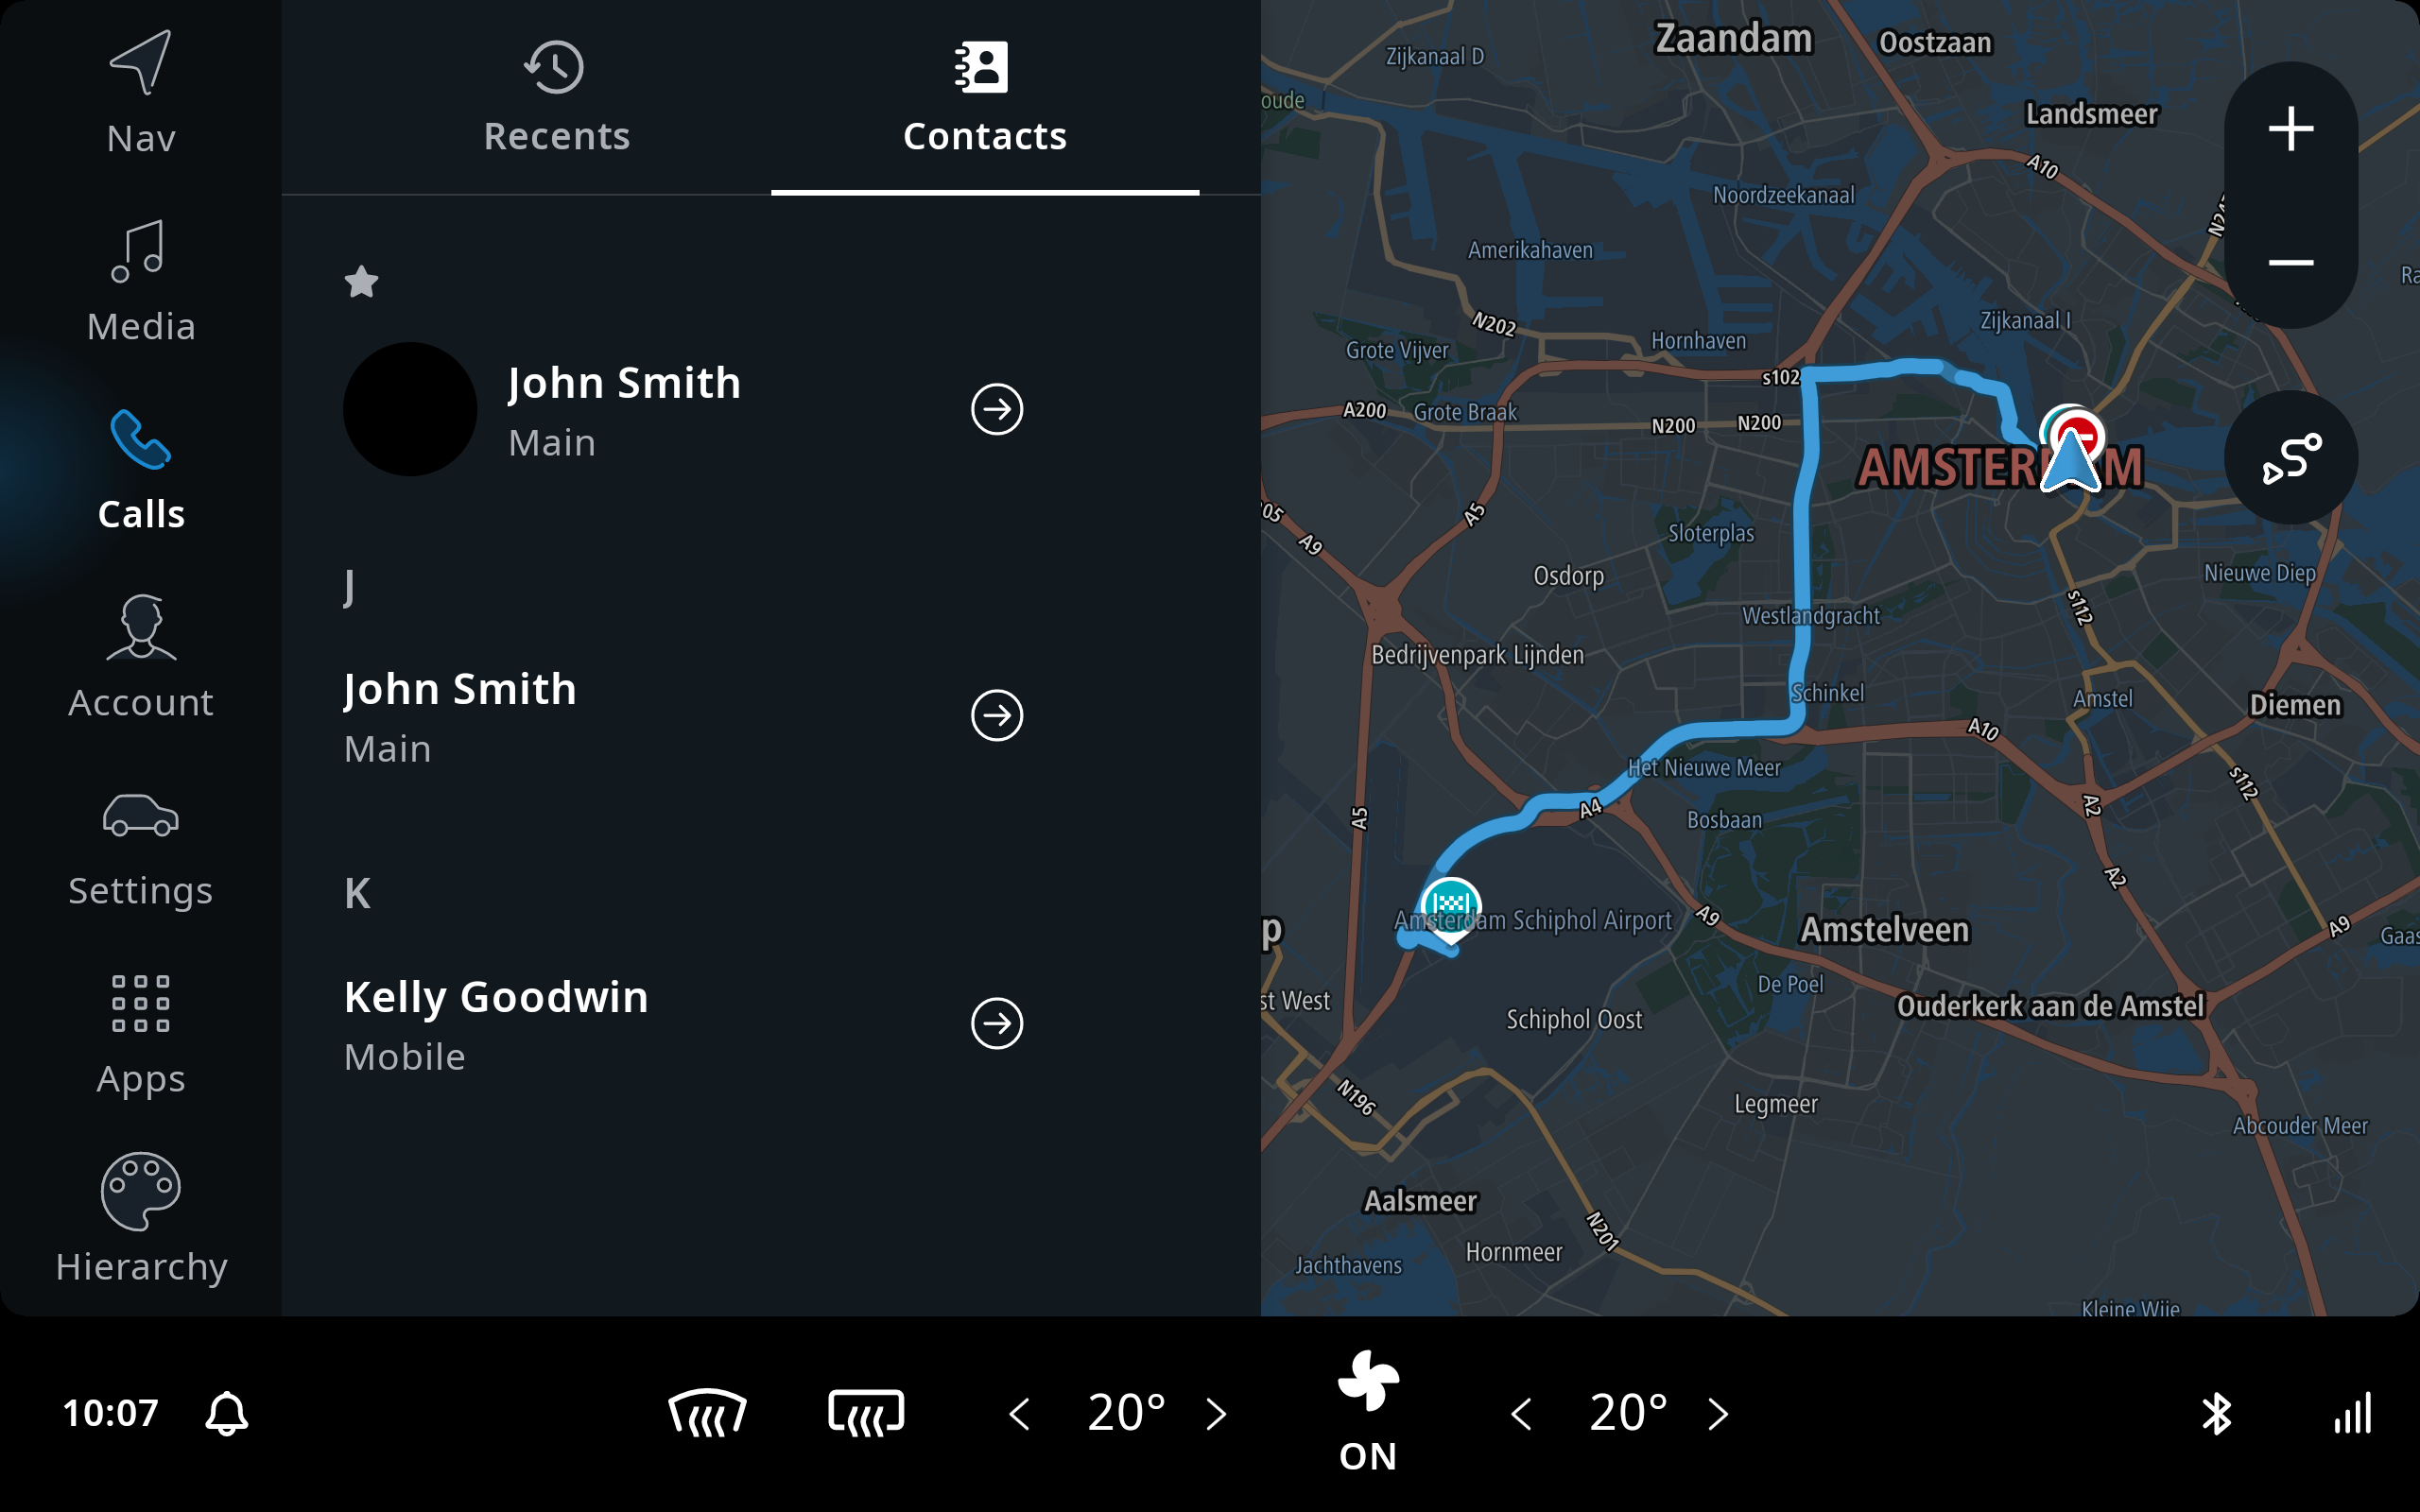 Nav
Media
Calls
Account
Settings
Apps
Hierarchy
Recents
Contacts
John Smith
Main
J
John Smith
Main
K
Kelly Goodwin
Mobile
Zaandam
Oostzaan
Zijkanaal D
oude
Landsmeer
A10
Noordzeekanaal
Amerikahaven
Zijkanaal I
N202
Hornhaven
Grote Vijver
s102
A200
Grote Braak
N200
N200
A5
A9
Sloterplas
Osdorp
Nieuwe Diep
s112
Westlandgracht
Bedrijvenpark Lijnden
Schinkel
Amstel
Diemen
A10
Het Nieuwe Meer
s112
A5
A4
A2
Bosbaan
A2
Amsterdam Schiphol Airport
A9
Amstelveen
A9
De Poel
st West
Schiphol Oost
Ouderkerk aan de Amstel
N196
Legmeer
Abcouder Meer
Aalsmeer
N201
Hornmeer
Jachthavens
10:07
20°
ON
20°